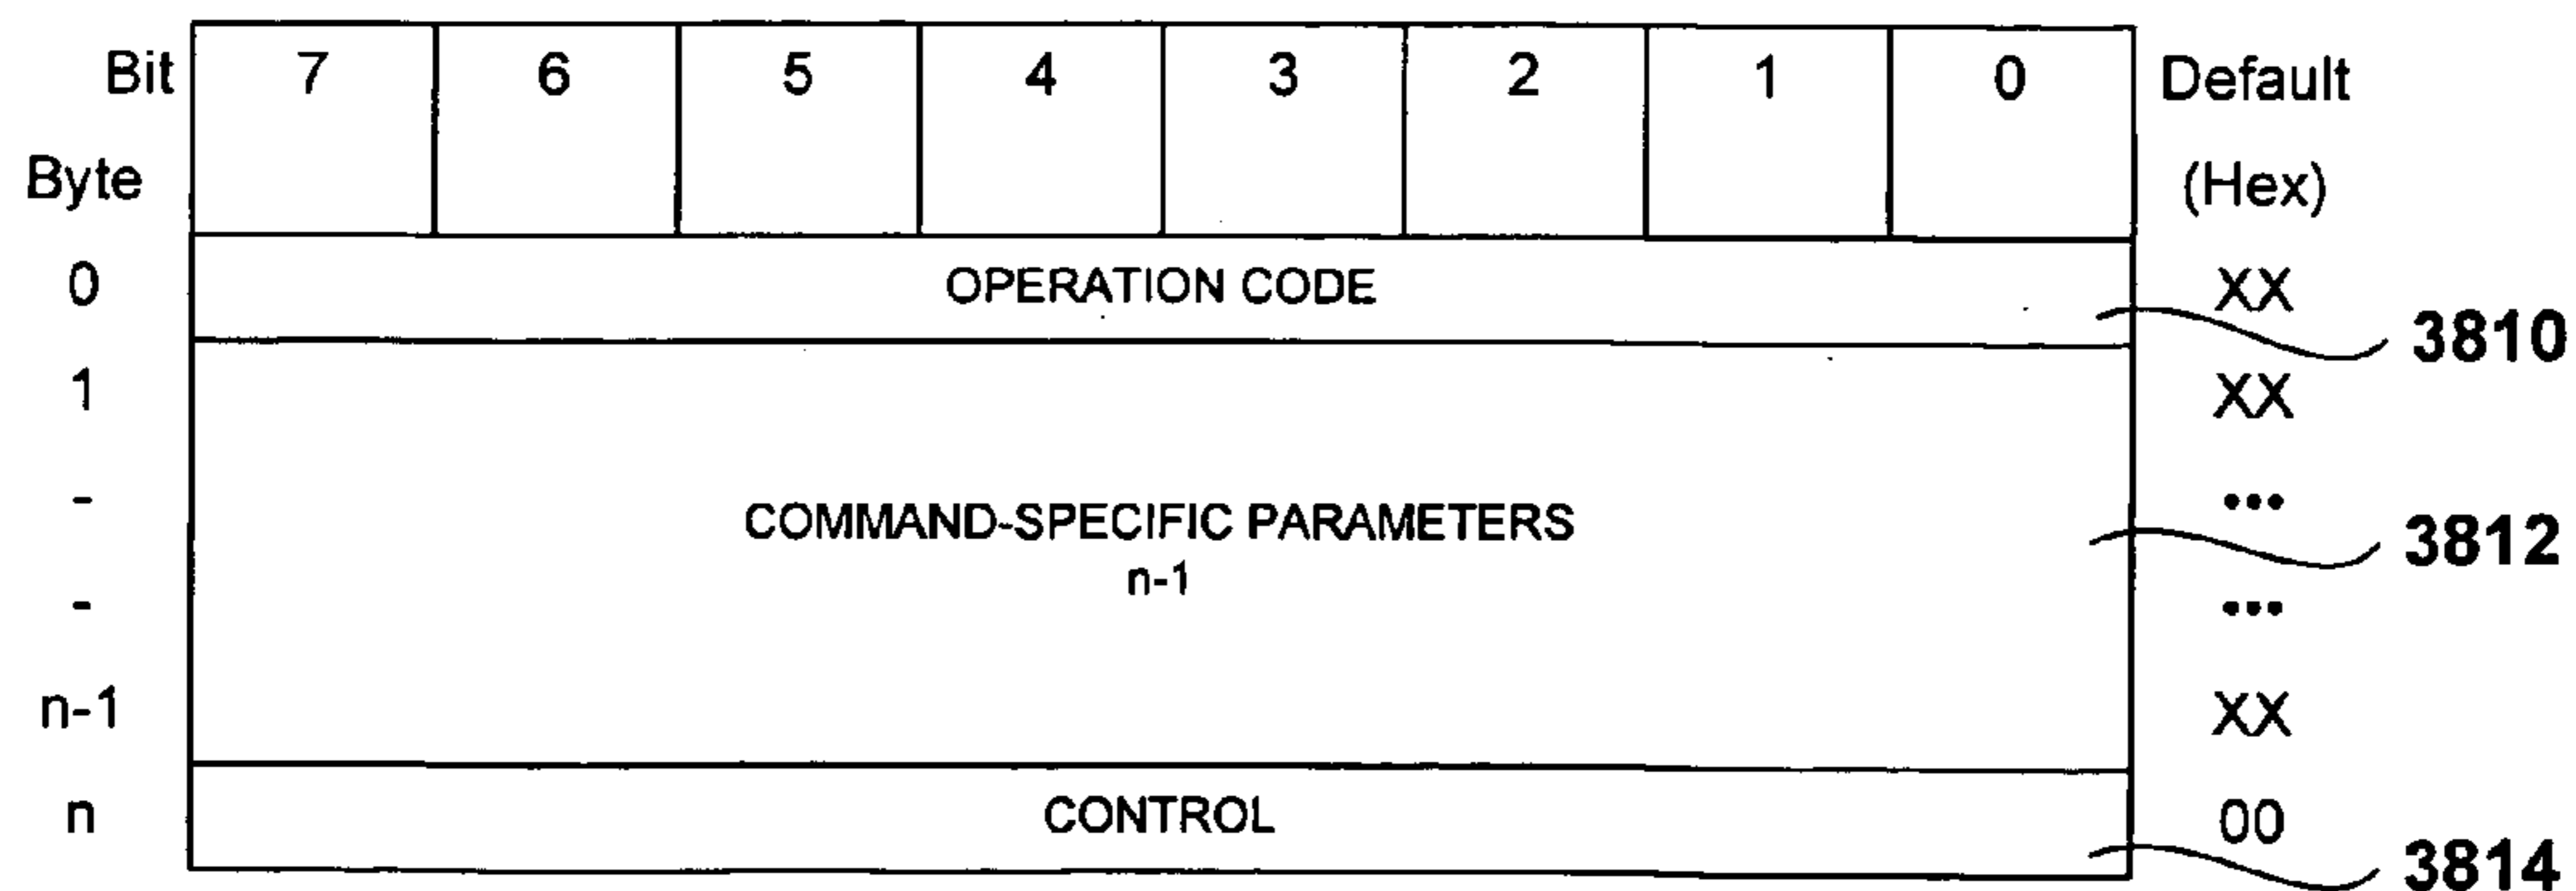 Bit 7 6 5 4 3 2 1 0 Default
Byte (Hex)
0 OPERATION CODE XX
3810
1 XX
- ...
COMMAND-SPECIFIC PARAMETERS
3812
n-1
- ...
n-1 XX
n CONTROL 00
3814